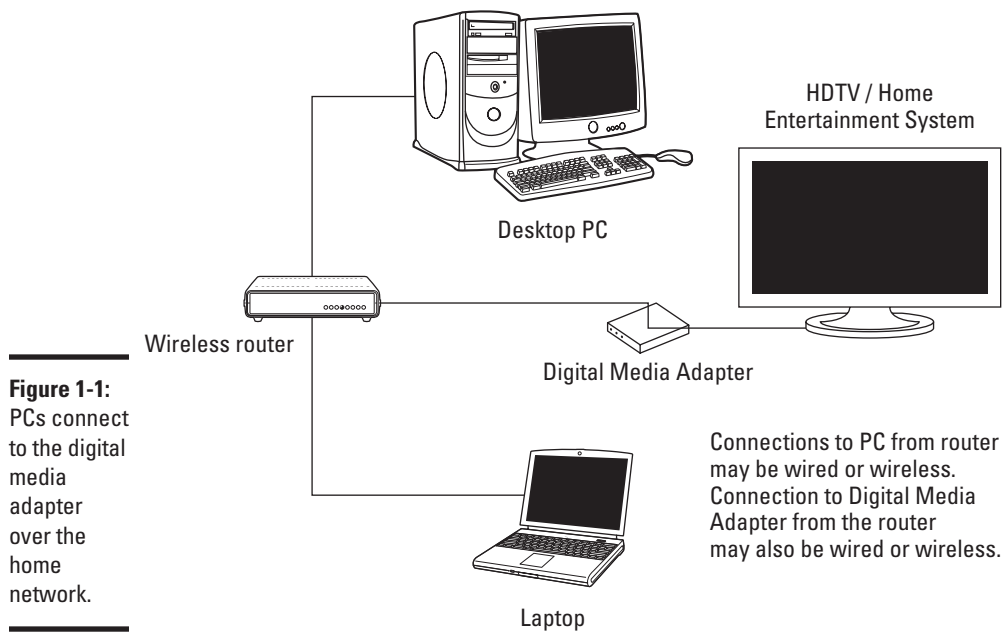 HDTV / Home
Entertainment System
Desktop PC
Wireless router
Digital Media Adapter
Figure 1-1:
PCs connect
to the digital
media
adapter
over the
home
network.
Connections to PC from router
may be wired or wireless.
Connection to Digital Media
Adapter from the router
may also be wired or wireless.
Laptop